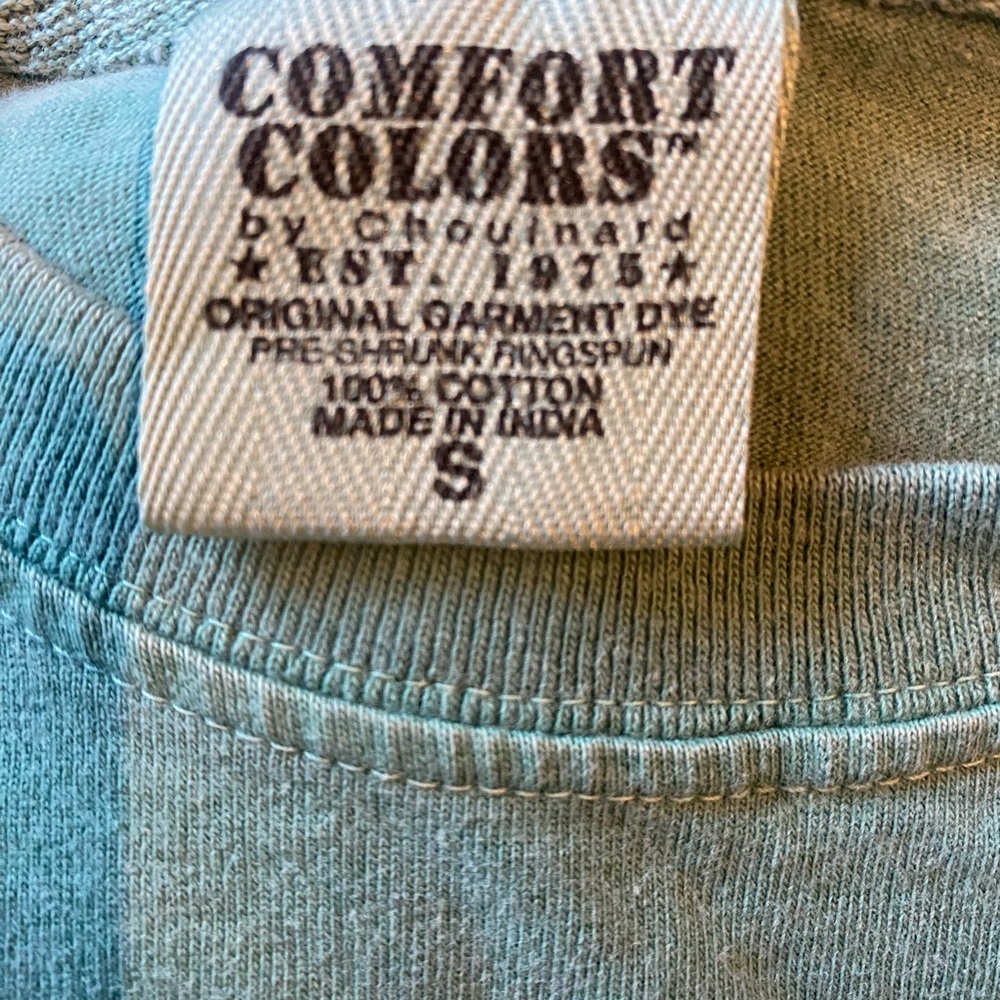 COMFORT
COLORS™
by Chouinard
★ EST. 1975 ★
ORIGINAL GARMENT DYE
PRE-SHRUNK RINGSPUN
100% COTTON
MADE IN INDIA
S